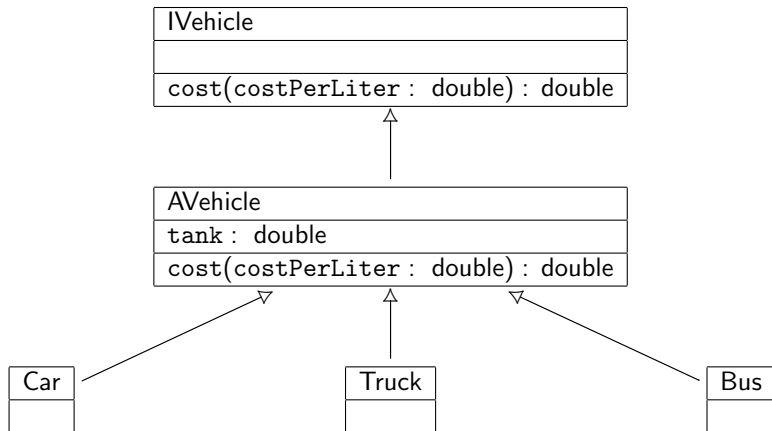 IVehicle
cost(costPerLiter : double) : double
AVehicle
tank : double
cost(costPerLiter : double) : double
Car
Truck
Bus